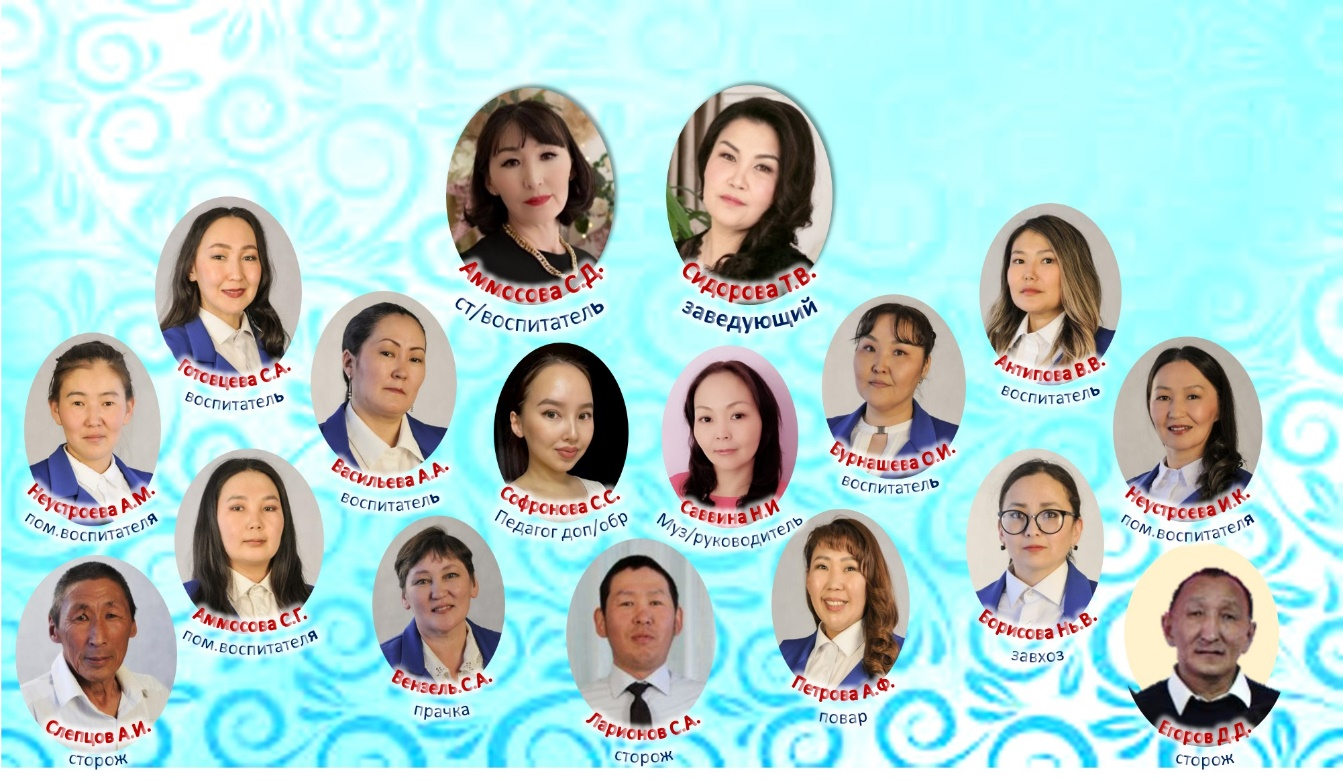 Аммосова С.Д.
ст/воспитатель
Сидорова Т.В.
заведующий
Готовцева С.А.
воспитатель
Антипова В.В.
воспитатель
Неустроева А.М.
пом.воспитателя
Васильева А.А.
воспитатель
Софронова С.С.
Педагог доп/обр
Саввина Н.И
Муз/руководитель
Бурнашева О.И.
воспитатель
Неустроева И.К.
пом.воспитателя
Аммосова С.Г.
пом.воспитателя
Борисова Нь.В.
завхоз
Слепцов А.И.
сторож
Вензель.С.А.
прачка
Ларионов С.А.
сторож
Петрова А.Ф.
повар
Егоров Д.Д.
сторож